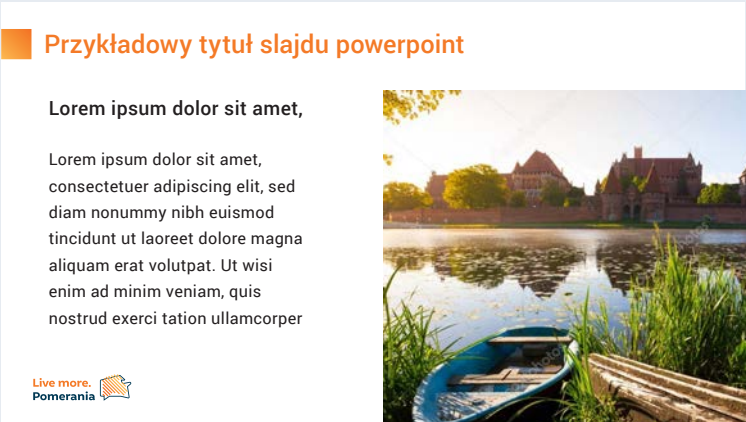 Przykładowy tytuł slajdu powerpoint
Lorem ipsum dolor sit amet,
Lorem ipsum dolor sit amet,
consectetuer adipiscing elit, sed
diam nonummy nibh euismod
tincidunt ut laoreet dolore magna
aliquam erat volutpat. Ut wisi
enim ad minim veniam, quis
nostrud exerci tation ullamcorper
Live more.
Pomerania